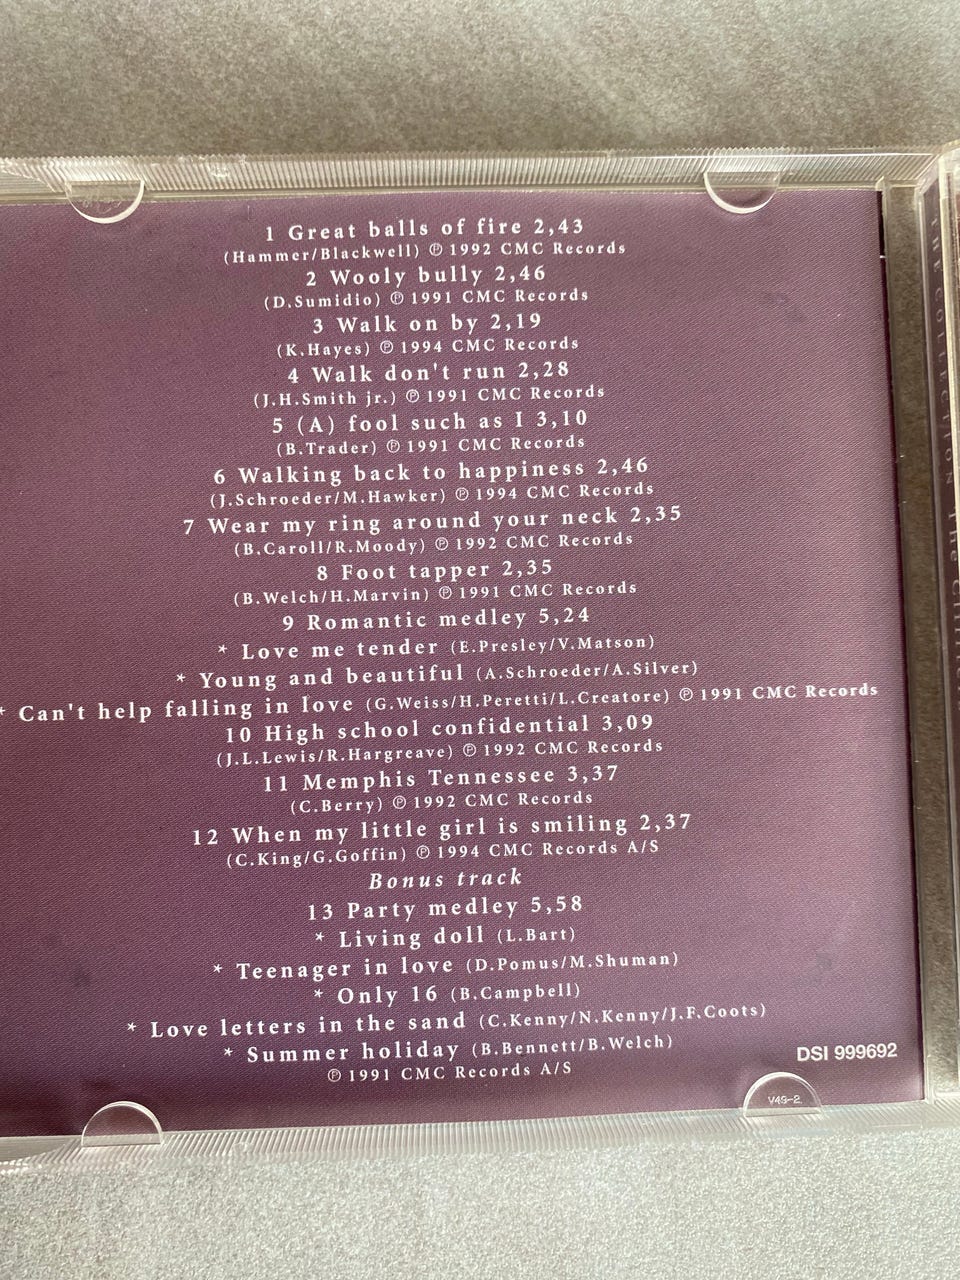 1 Great balls of fire 2,43
(Hammer/Blackwell) ℗ 1992 CMC Records
2 Wooly bully 2,46
(D.Sumidio) ℗ 1991 CMC Records
3 Walk on by 2,19
(K.Hayes) ℗ 1994 CMC Records
4 Walk don't run 2,28
(J.H.Smith jr.) ℗ 1991 CMC Records
5 (A) fool such as I 3,10
(B.Trader) ℗ 1991 CMC Records
6 Walking back to happiness 2,46
(J.Schroeder/M.Hawker) ℗ 1994 CMC Records
7 Wear my ring around your neck 2,35
(B.Caroll/R.Moody) ℗ 1992 CMC Records
8 Foot tapper 2,35
(B.Welch/H.Marvin) ℗ 1991 CMC Records
9 Romantic medley 5,24
* Love me tender (E.Presley/V.Matson)
* Young and beautiful (A.Schroeder/A.Silver)
* Can't help falling in love (G.Weiss/H.Peretti/L.Creatore) ℗ 1991 CMC Records
10 High school confidential 3,09
(J.L.Lewis/R.Hargreave) ℗ 1992 CMC Records
11 Memphis Tennessee 3,37
(C.Berry) ℗ 1992 CMC Records
12 When my little girl is smiling 2,37
(C.King/G.Goffin) ℗ 1994 CMC Records A/S
Bonus track
13 Party medley 5,58
* Living doll (L.Bart)
* Teenager in love (D.Pomus/M.Shuman)
* Only 16 (B.Campbell)
* Love letters in the sand (C.Kenny/N.Kenny/J.F.Coots)
* Summer holiday (B.Bennett/B.Welch)
℗ 1991 CMC Records A/S
DSI 999692
V49-2
THE COLLECTION The